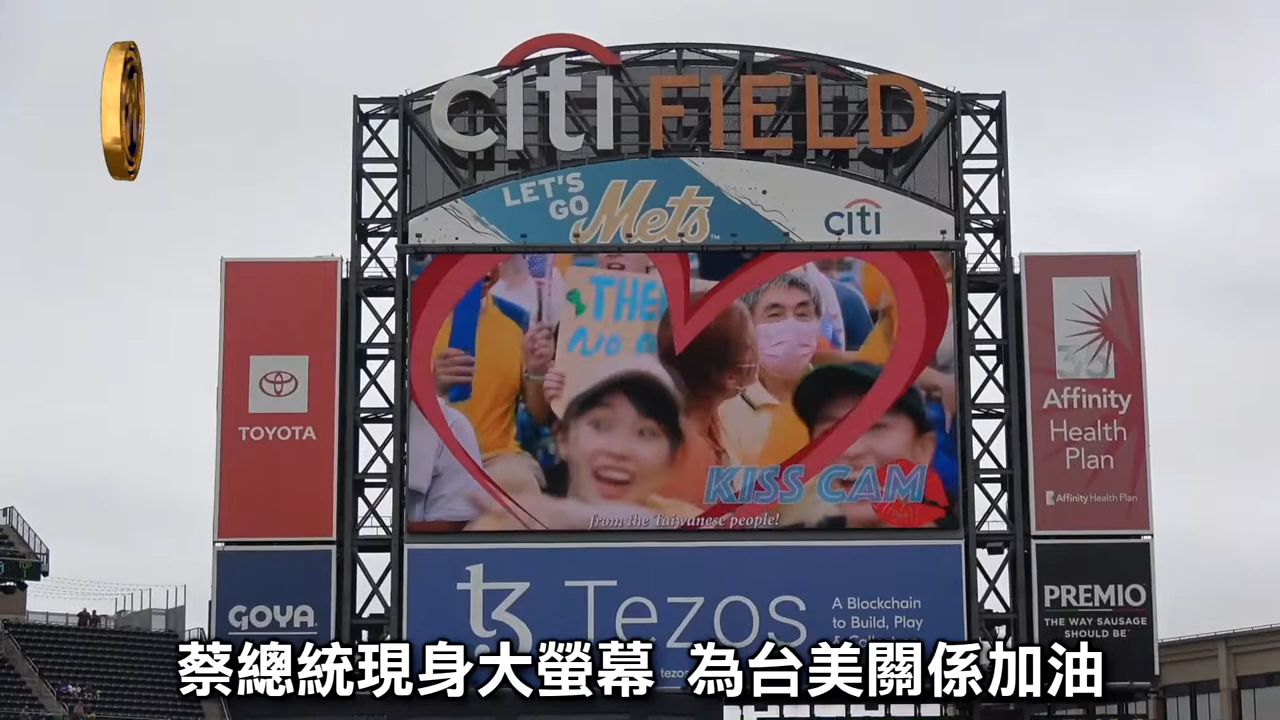 citi FIELD
LET'S
GO Mets
citi
TOYOTA
THE
NO
KISS CAM
from the Taiwanese people!
Affinity
Health
Plan
Affinity Health Plan
GOYA
Tezos
A Blockchain
to Build, Play
PREMIO
THE WAY SAUSAGE
SHOULD BE
蔡總統現身大螢幕 為台美關係加油